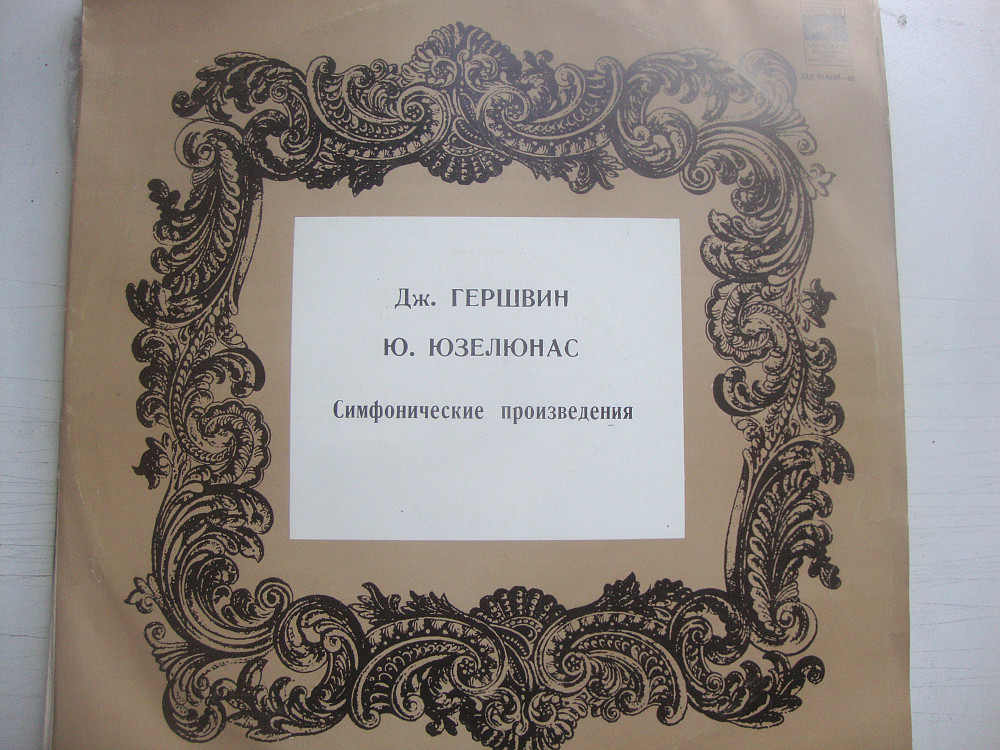 Дж. ГЕРШВИН
Ю. ЮЗЕЛЮНАС
Симфонические произведения